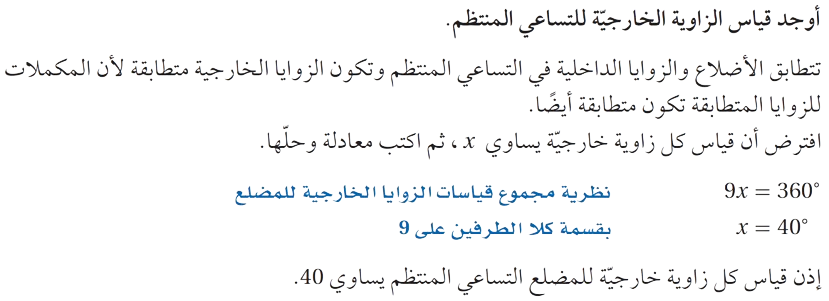 أوجد قياس الزاوية الخارجيّة للتساعي المنتظم.
تتطابق الأضلاع والزوايا الداخلية في التساعي المنتظم وتكون الزوايا الخارجية متطابقة لأن المكملات
للزوايا المتطابقة تكون متطابقة أيضًا.
افترض أن قياس كل زاوية خارجيّة يساوي x ، ثم اكتب معادلة وحلّها.
9x = 360° نظرية مجموع قياسات الزوايا الخارجية للمضلع
x = 40° بقسمة كلا الطرفين على 9
إذن قياس كل زاوية خارجيّة للمضلع التساعي المنتظم يساوي 40.